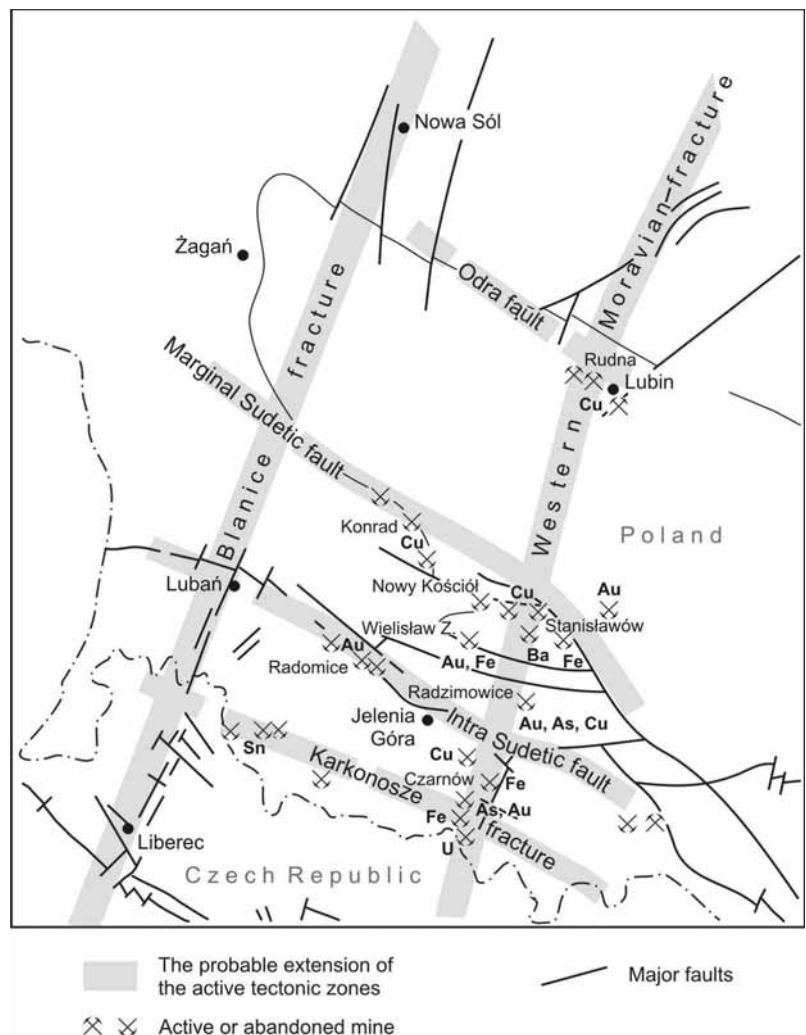 Nowa Sól
Żagań
Blanice fracture
Western Moravian-fracture
Odra fault
Rudna
Lubin
Cu
Marginal Sudetic fault
Konrad
Cu
Poland
Lubań
Nowy Kościół
Cu
Au
Stanisławów
Wielisław Z.
Au
Au, Fe
Ba
Fe
Radomice
Radzimowice
Au, As, Cu
Jelenia
Góra
Intra Sudetic fault
Sn
Cu
Karkonosze fracture
Czarnów
Fe
As, Au
Fe
U
Liberec
Czech Republic
The probable extension of
the active tectonic zones
Major faults
Active or abandoned mine